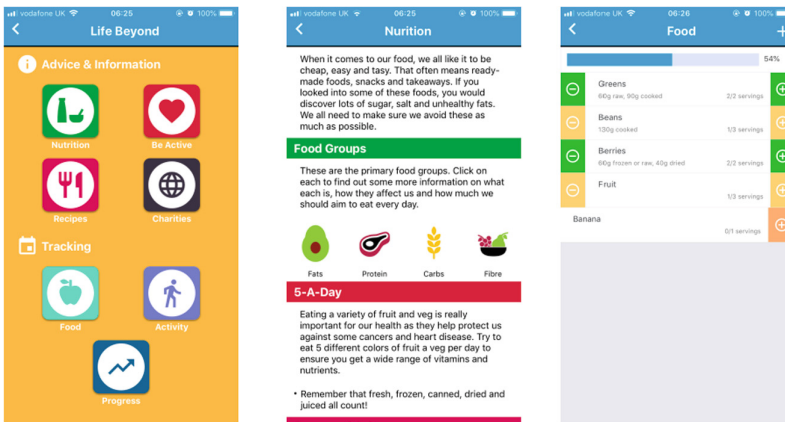 vodafone UK 06:25 100%
Life Beyond
Advice & Information
Nutrition
Be Active
Recipes
Charities
Tracking
Food
Activity
Progress
vodafone UK 06:25 100%
Nurition
When it comes to our food, we all like it to be
cheap, easy and tasy. That often means ready-
made foods, snacks and takeaways. If you
looked into some of these foods, you would
discover lots of sugar, salt and unhealthy fats.
We all need to make sure we avoid these as
much as possible.
Food Groups
These are the primary food groups. Click on
each to find out some more information on what
each is, how they affect us and how much we
should aim to eat every day.
Fats
Protein
Carbs
Fibre
5-A-Day
Eating a variety of fruit and veg is really
important for our health as they help protect us
against some cancers and heart disease. Try to
eat 5 different colors of fruit a veg per day to
ensure you get a wide range of vitamins and
nutrients.
• Remember that fresh, frozen, canned, dried and
juiced all count!
vodafone UK 06:26 100%
Food
54%
Greens
60g raw, 90g cooked 2/2 servings
Beans
130g cooked 1/3 servings
Berries
60g frozen or raw, 40g dried 2/2 servings
Fruit
1/3 servings
Banana
0/1 servings